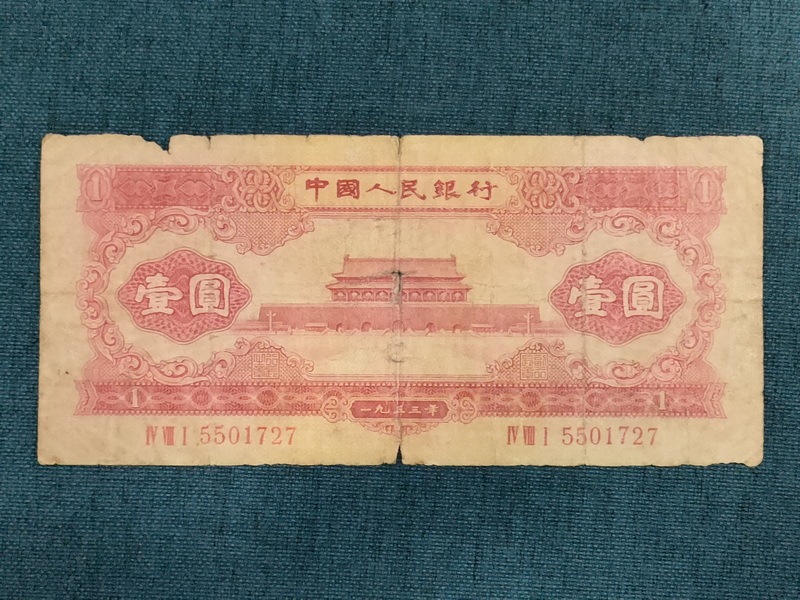 1 中國人民銀行 1
壹圓 壹圓
1 一九五三年 1
IV VIII I 5501727 IV VIII I 5501727